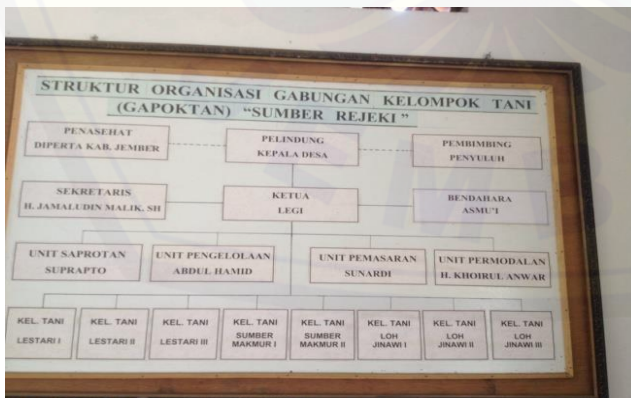 STRUKTUR ORGANISASI GABUNGAN KELOMPOK TANI
(GAPOKTAN) "SUMBER REJEKI"
PENASEHAT
DIPERTA KAB. JEMBER
PELINDUNG
KEPALA DESA
PEMBIMBING
PENYULUH
SEKRETARIS
H. JAMALUDIN MALIK. SH
KETUA
LEGI
BENDAHARA
ASMU'I
UNIT SAPROTAN
SUPRAPTO
UNIT PENGELOLAAN
ABDUL HAMID
UNIT PEMASARAN
SUNARDI
UNIT PERMODALAN
H. KHOIRUL ANWAR
KEL. TANI
LESTARI I
KEL. TANI
LESTARI II
KEL. TANI
LESTARI III
KEL. TANI
SUMBER
MAKMUR I
KEL. TANI
SUMBER
MAKMUR II
KEL. TANI
LOH
JINAWI I
KEL. TANI
LOH
JINAWI II
KEL. TANI
LOH
JINAWI III